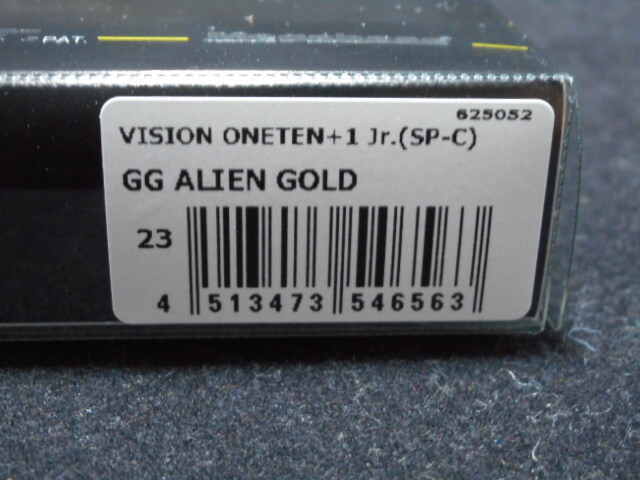 PAT.
625052
VISION ONETEN+1 Jr.(SP-C)
GG ALIEN GOLD
23
4 513473 546563